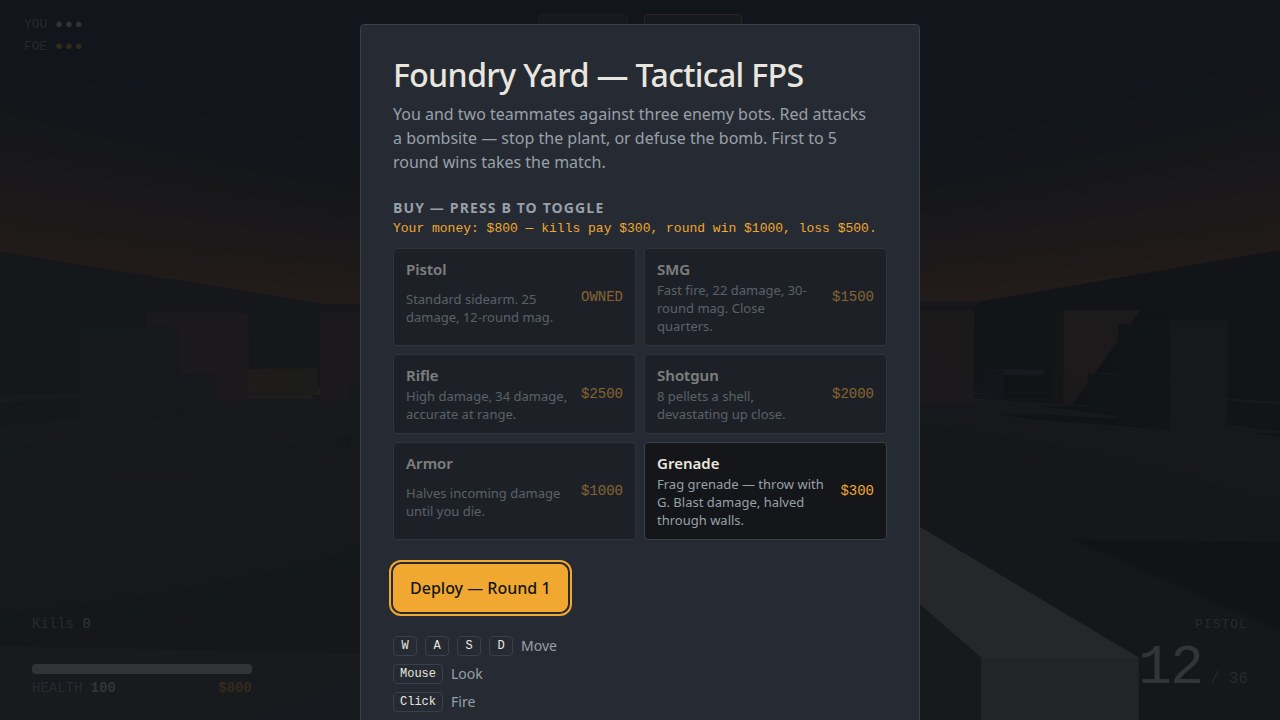 YOU
FOE
Foundry Yard — Tactical FPS
You and two teammates against three enemy bots. Red attacks
a bombsite — stop the plant, or defuse the bomb. First to 5
round wins takes the match.
BUY — PRESS B TO TOGGLE
Your money: $800 — kills pay $300, round win $1000, loss $500.
Pistol
Standard sidearm. 25
damage, 12-round mag.
OWNED
SMG
Fast fire, 22 damage, 30-
round mag. Close
quarters.
$1500
Rifle
High damage, 34 damage,
accurate at range.
$2500
Shotgun
8 pellets a shell,
devastating up close.
$2000
Armor
Halves incoming damage
until you die.
$1000
Grenade
Frag grenade — throw with
G. Blast damage, halved
through walls.
$300
Deploy — Round 1
W A S D Move
Mouse Look
Click Fire
Kills 0
HEALTH 100 $800
PISTOL
12 / 36